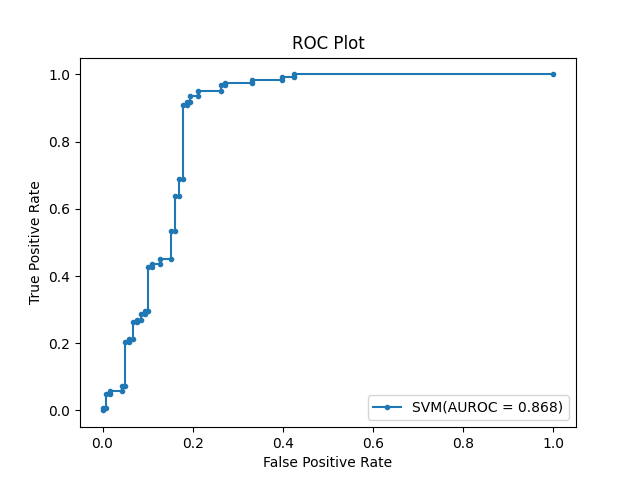 ROC Plot
True Positive Rate
1.0
0.8
0.6
0.4
0.2
0.0
SVM(AUROC = 0.868)
0.0 0.2 0.4 0.6 0.8 1.0
False Positive Rate